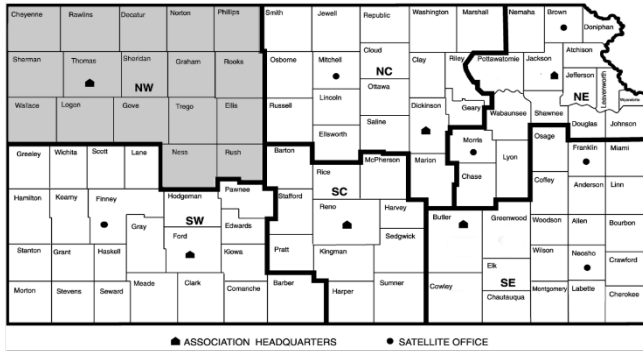 Cheyenne Rawlins Decatur Norton Phillips Smith Jewell Republic Washington Marshall Nemaha Brown Doniphan
Sherman Thomas Sheridan Graham Rooks Osborne Mitchell Cloud Clay Riley Pottawatomie Jackson Atchison
NW NC NE
Jefferson Leavenworth
Lincoln Ottawa
Wallace Logan Gove Trego Ellis Russell Ellsworth Saline Dickinson Geary Wabaunsee Shawnee Douglas Johnson
Morris Osage Franklin Miami
Greeley Wichita Scott Lane Ness Rush Barton Rice McPherson Marion Chase Lyon
SC
Coffey Anderson Linn
Hamilton Kearny Finney Hodgeman Pawnee Stafford Reno Harvey Butler Greenwood Woodson Allen Bourbon
SW
Gray Ford Edwards Sedgwick
Stanton Grant Haskell Kiowa Pratt Kingman Elk Wilson Neosho Crawford
SE
Morton Stevens Seward Meade Clark Comanche Barber Harper Sumner Cowley Chautauqua Montgomery Labette Cherokee
ASSOCIATION HEADQUARTERS SATELLITE OFFICE